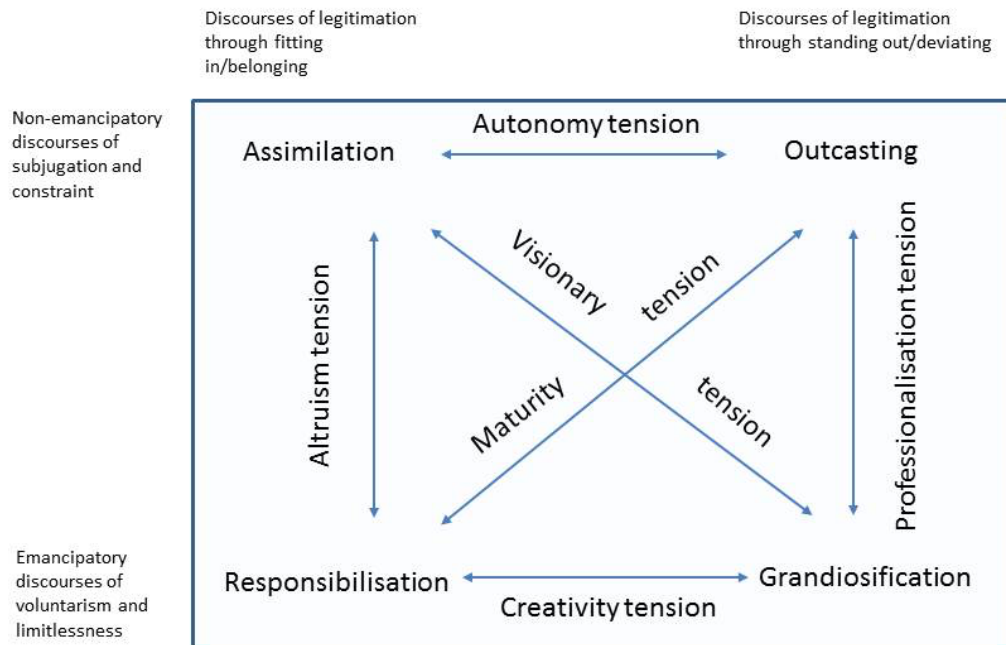 Discourses of legitimation
through fitting
in/belonging
Discourses of legitimation
through standing out/deviating
Non-emancipatory
discourses of
subjugation and
constraint
Autonomy tension
Assimilation
Outcasting
Visionary
tension
Maturity
tension
Altruism tension
Professionalisation tension
Emancipatory
discourses of
voluntarism and
limitlessness
Responsibilisation
Grandiosification
Creativity tension